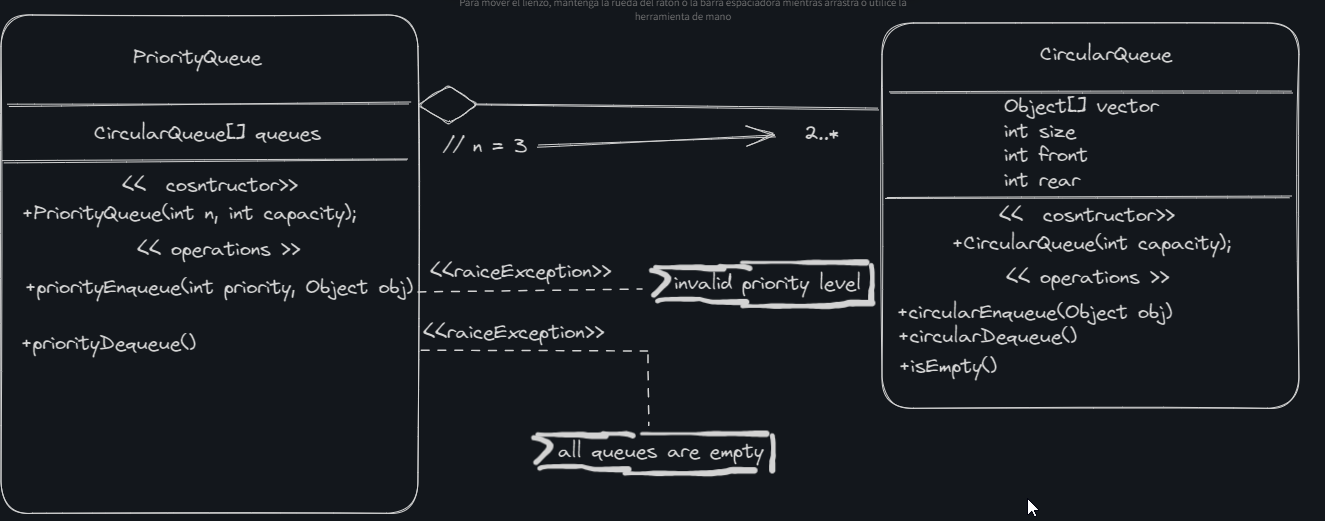 Para mover el lienzo, mantenga la rueda del ratón o la barra espaciadora mientras arrastra o utilice la
herramienta de mano
PriorityQueue
CircularQueue[] queues
<< cosntructor>>
+PriorityQueue(int n, int capacity);
<< operations >>
+priorityEnqueue(int priority, Object obj)
+priorityDequeue()
// n = 3
2..*
<<raiceException>>
invalid priority level
<<raiceException>>
all queues are empty
CircularQueue
Object[] vector
int size
int front
int rear
<< cosntructor>>
+CircularQueue(int capacity);
<< operations >>
+circularEnqueue(Object obj)
+circularDequeue()
+isEmpty()